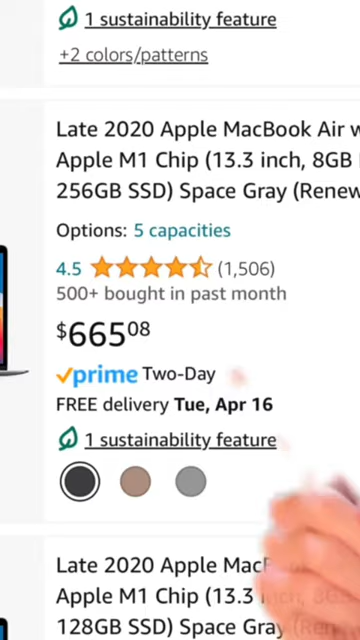 1 sustainability feature
+2 colors/patterns
Late 2020 Apple MacBook Air w
Apple M1 Chip (13.3 inch, 8GB
256GB SSD) Space Gray (Renew
Options: 5 capacities
4.5 (1,506)
500+ bought in past month
$66508
prime Two-Day
FREE delivery Tue, Apr 16
1 sustainability feature
Late 2020 Apple Mac
Apple M1 Chip (13.3 inch, 8GB
128GB SSD) Space Gray (Ren